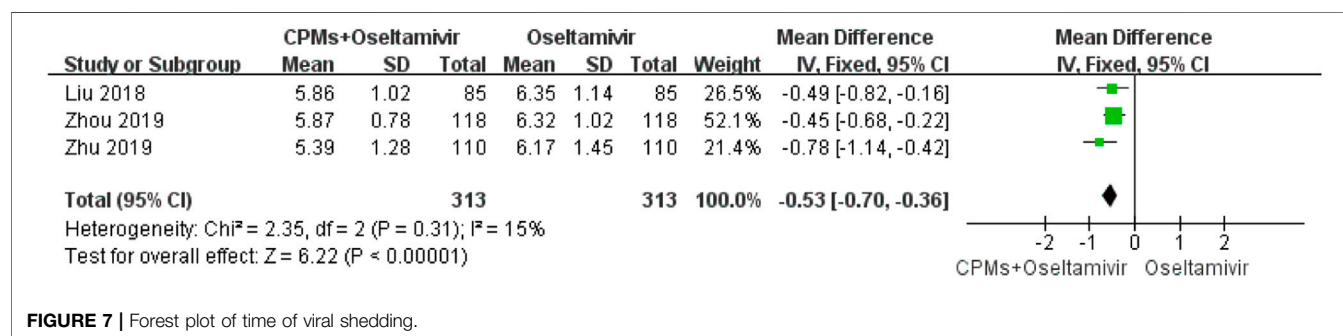 CPMs+Oseltamivir Oseltamivir Mean Difference Mean Difference
Study or Subgroup Mean SD Total Mean SD Total Weight IV, Fixed, 95% CI IV, Fixed, 95% CI
Liu 2018 5.86 1.02 85 6.35 1.14 85 26.5% -0.49 [-0.82, -0.16]
Zhou 2019 5.87 0.78 118 6.32 1.02 118 52.1% -0.45 [-0.68, -0.22]
Zhu 2019 5.39 1.28 110 6.17 1.45 110 21.4% -0.78 [-1.14, -0.42]
Total (95% CI) 313 313 100.0% -0.53 [-0.70, -0.36]
Heterogeneity: Chi² = 2.35, df = 2 (P = 0.31); I² = 15%
Test for overall effect: Z = 6.22 (P < 0.00001)
-2 -1 0 1 2
CPMs+Oseltamivir Oseltamivir
FIGURE 7 | Forest plot of time of viral shedding.